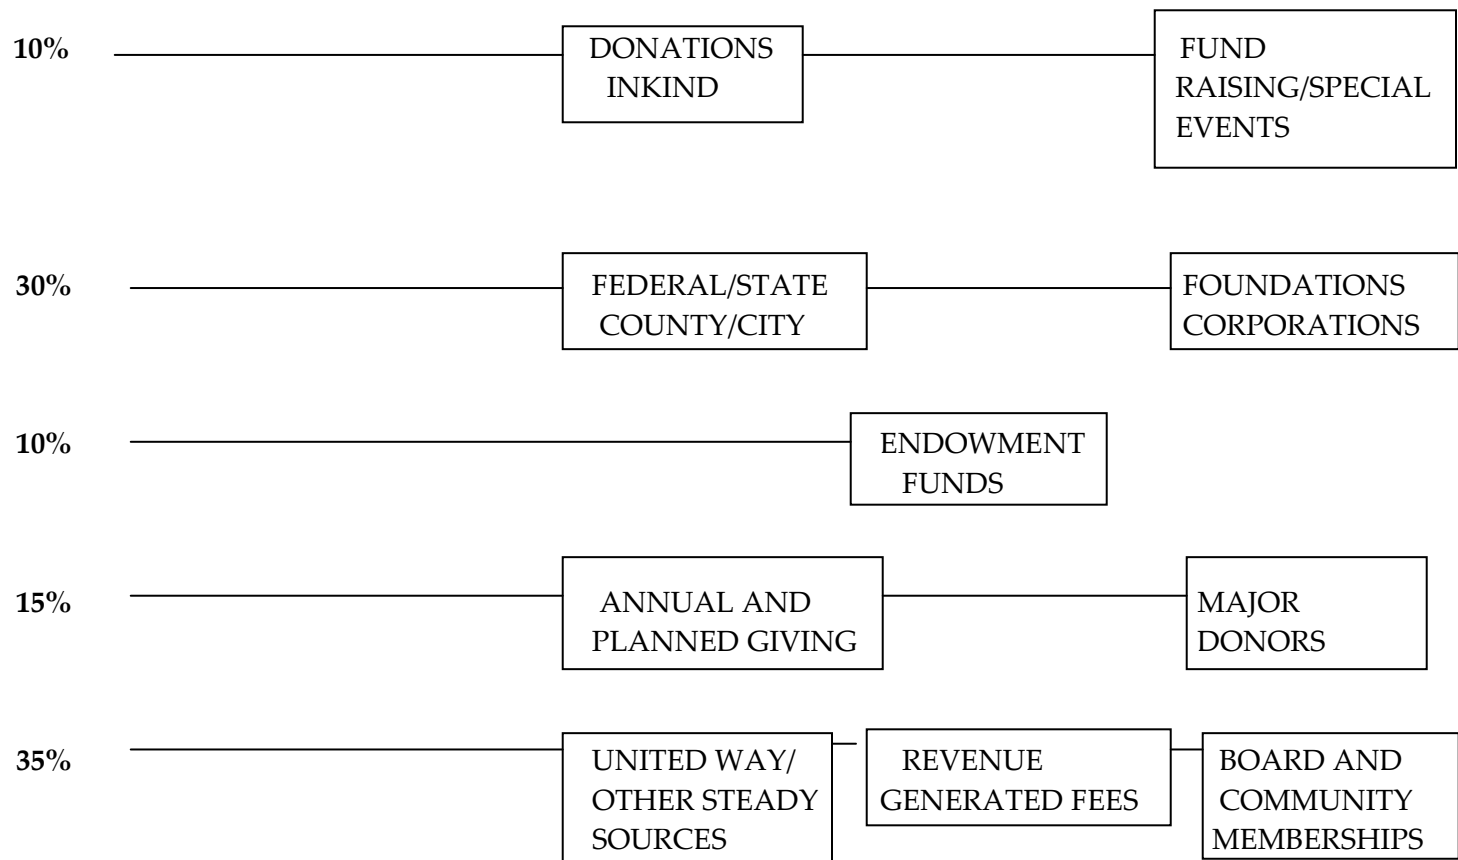 10%
DONATIONS
INKIND
FUND
RAISING/SPECIAL
EVENTS
30%
FEDERAL/STATE
COUNTY/CITY
FOUNDATIONS
CORPORATIONS
10%
ENDOWMENT
FUNDS
15%
ANNUAL AND
PLANNED GIVING
MAJOR
DONORS
35%
UNITED WAY/
OTHER STEADY
SOURCES
REVENUE
GENERATED FEES
BOARD AND
COMMUNITY
MEMBERSHIPS